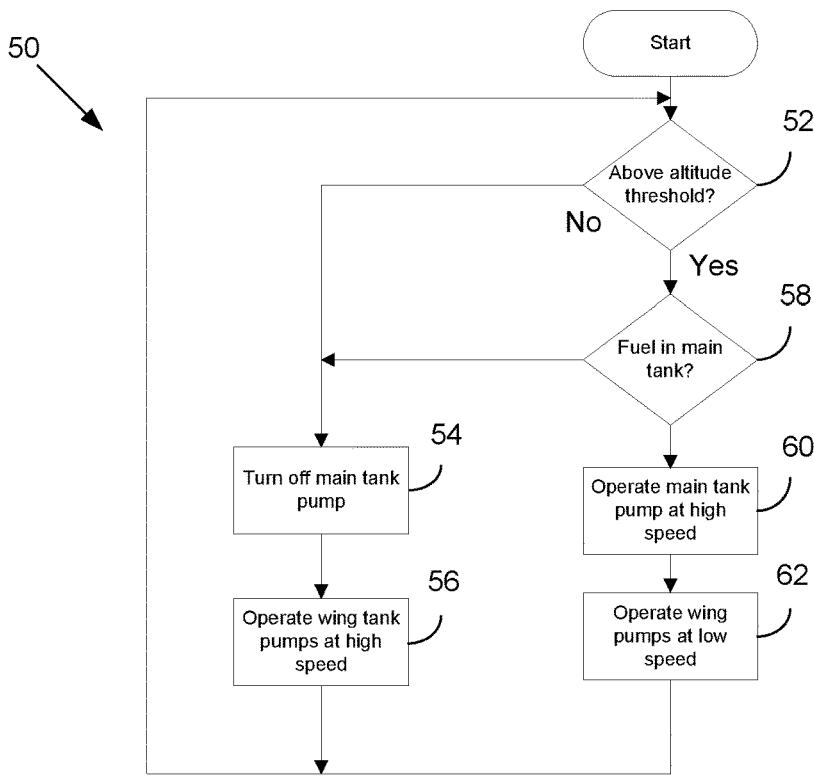 50
Start
52
Above altitude
threshold?
No
Yes
58
Fuel in main
tank?
54
Turn off main tank
pump
60
Operate main tank
pump at high
speed
56
Operate wing tank
pumps at high
speed
62
Operate wing
pumps at low
speed